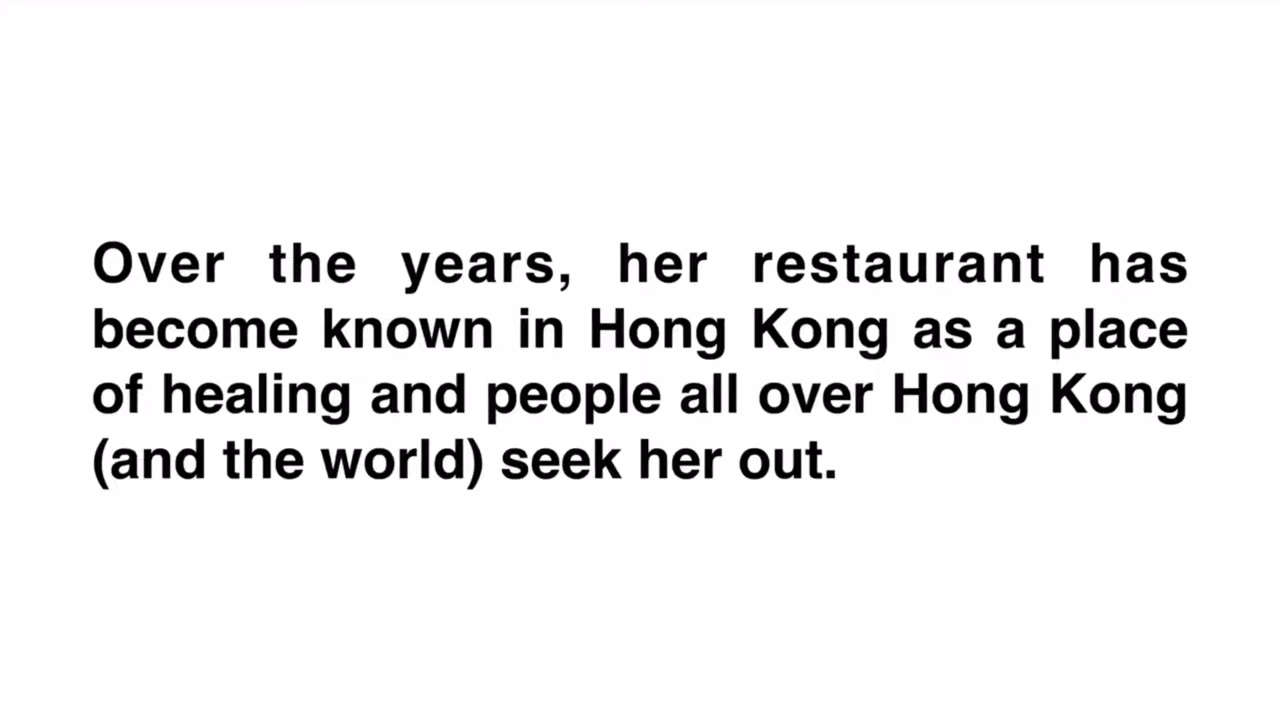 Over the years, her restaurant has
become known in Hong Kong as a place
of healing and people all over Hong Kong
(and the world) seek her out.